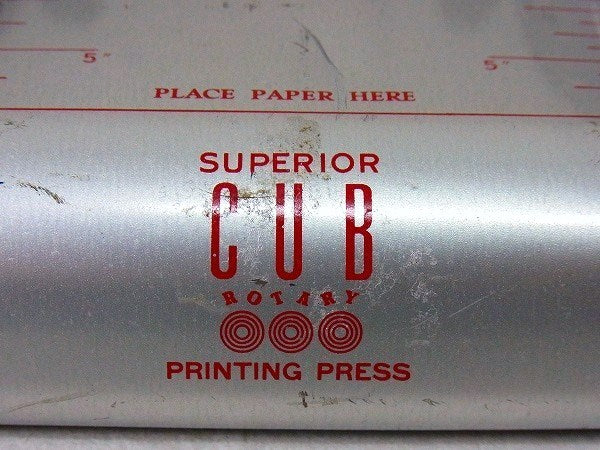 5" 5"
PLACE PAPER HERE
SUPERIOR
CUB
ROTARY
PRINTING PRESS